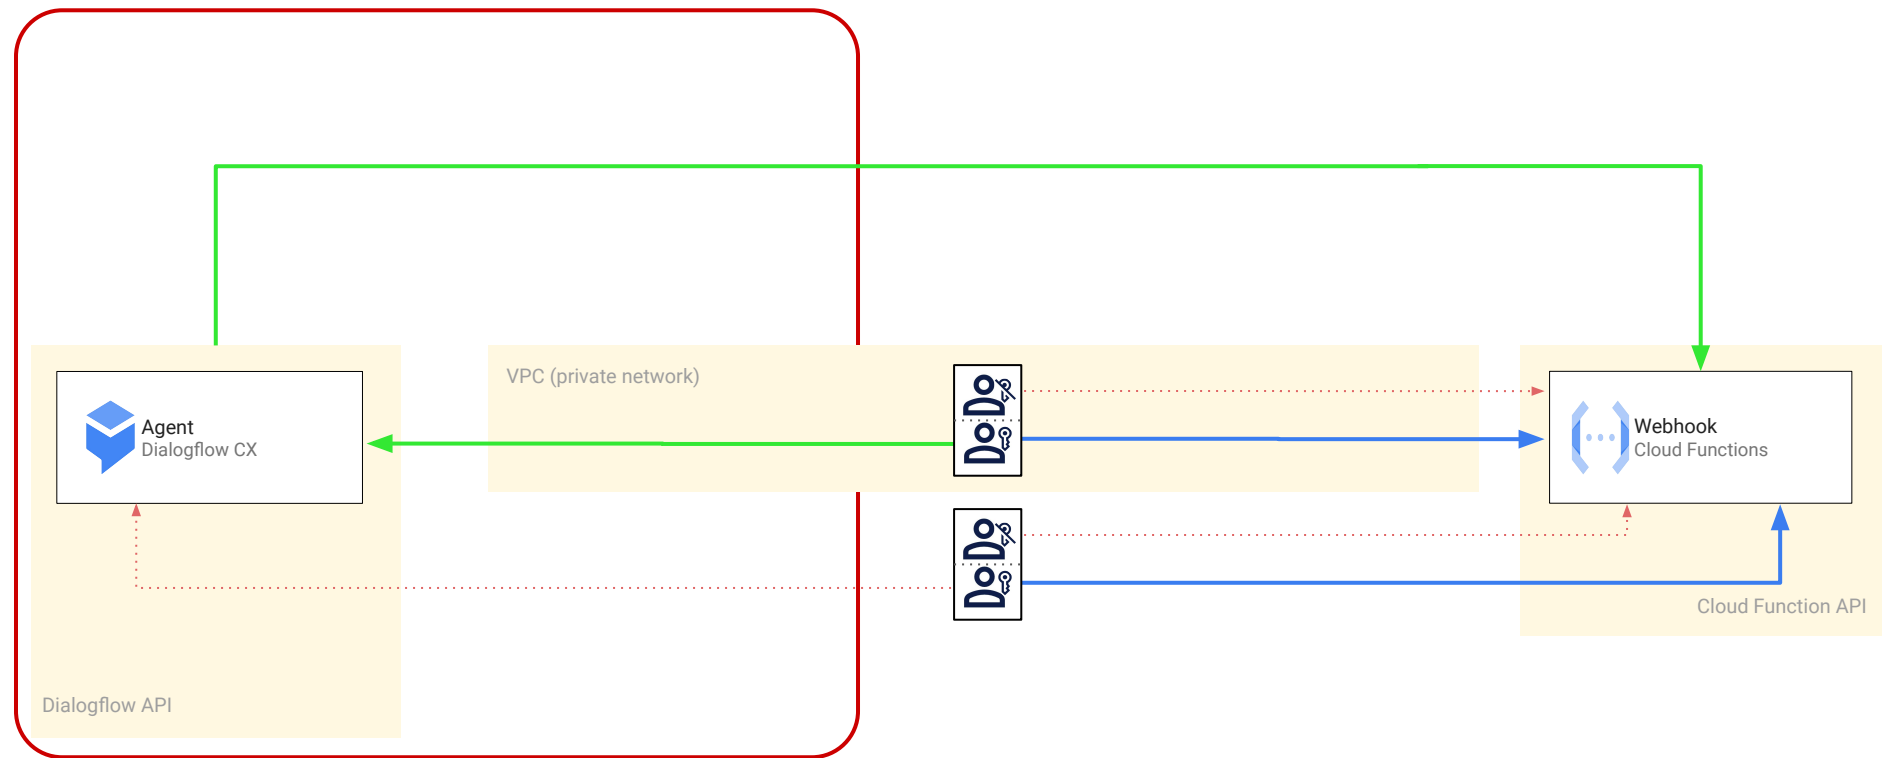 VPC (private network)
Agent
Dialogflow CX
Webhook
Cloud Functions
Cloud Function API
Dialogflow API